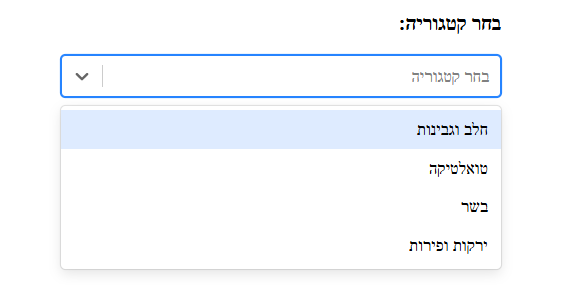 בחר קטגוריה:
בחר קטגוריה
חלב וגבינות
טואלטיקה
בשר
ירקות ופירות